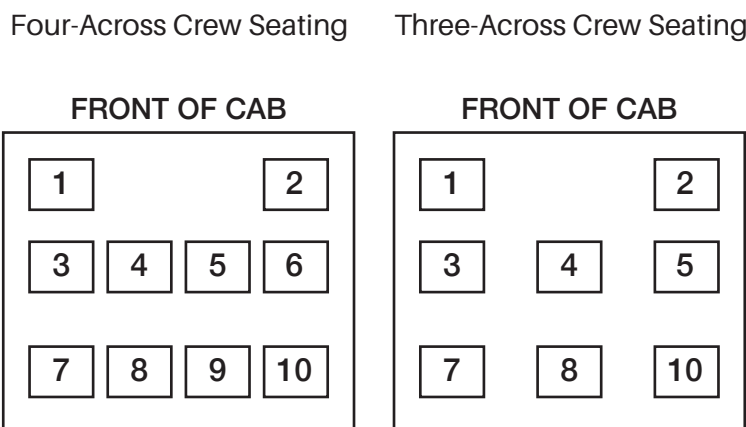 Four-Across Crew Seating
Three-Across Crew Seating
FRONT OF CAB
FRONT OF CAB
1 2
3 4 5 6
7 8 9 10
1 2
3 4 5
7 8 10